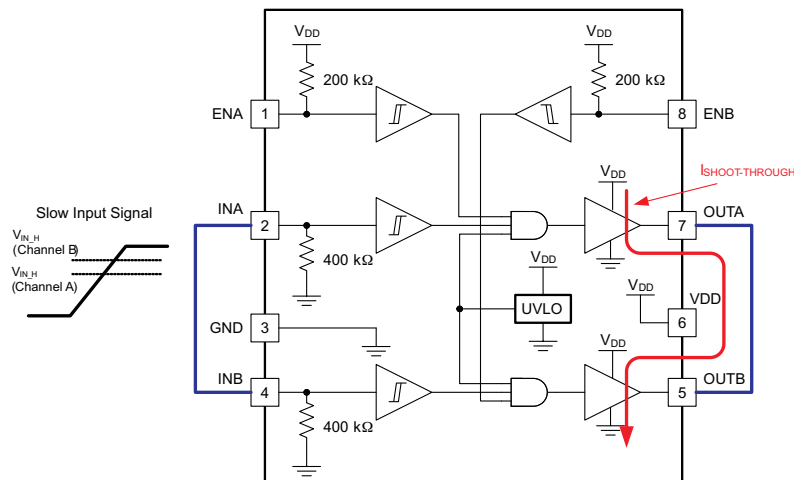 VDD
VDD
200 kΩ
200 kΩ
ENA
1
8
ENB
ISHOOT-THROUGH
VDD
Slow Input Signal
INA
2
7
OUTA
VIN_H
(Channel B)
VIN_H
(Channel A)
400 kΩ
VDD
VDD
VDD
UVLO
GND
3
6
VDD
INB
4
5
OUTB
400 kΩ